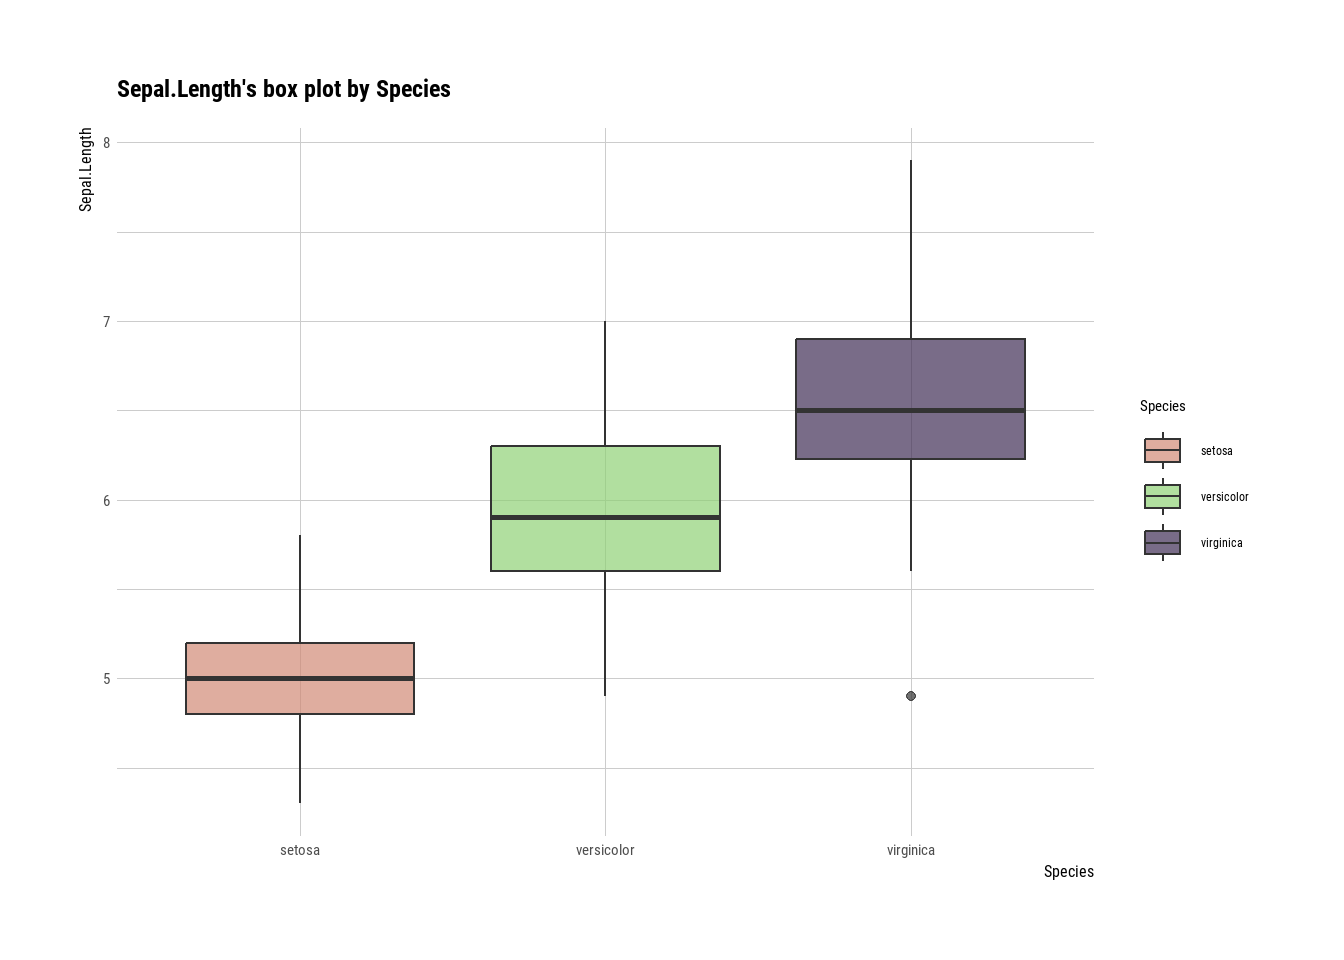 Sepal.Length's box plot by Species
Sepal.Length
8
7
6
5
setosa
versicolor
virginica
Species
Species
setosa
versicolor
virginica